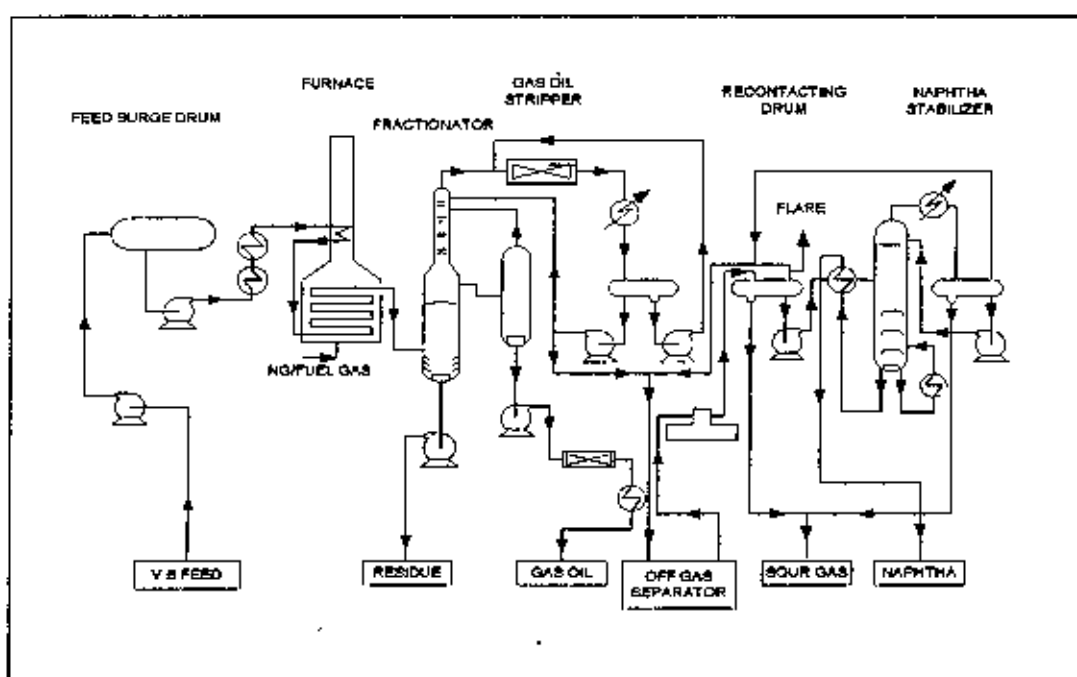 FURNACE
GAS OIL
STRIPPER
RECONTACTING
DRUM
NAPHTHA
STABILIZER
FEED SURGE DRUM
FRACTIONATOR
FLARE
NG/FUEL GAS
V B FEED
RESIDUE
GAS OIL
OFF GAS
SEPARATOR
SOUR GAS
NAPHTHA